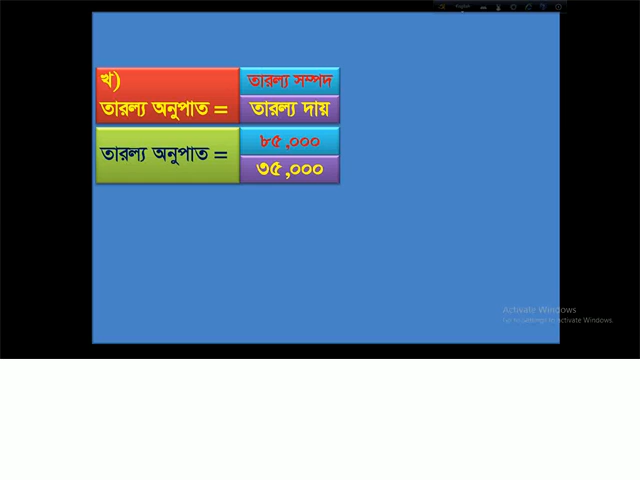 English
খ)
তারল্য সম্পদ
তারল্য অনুপাত =
তারল্য দায়
তারল্য অনুপাত =
৮৫,০০০
৩৫,০০০
Activate Windows
Go to Settings to activate Windows.